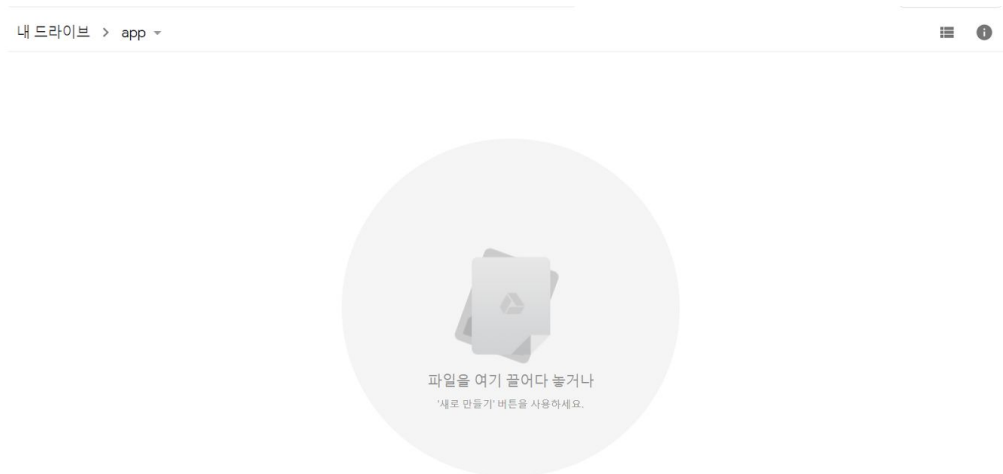 내 드라이브 > app
파일을 여기 끌어다 놓거나
'새로 만들기' 버튼을 사용하세요.